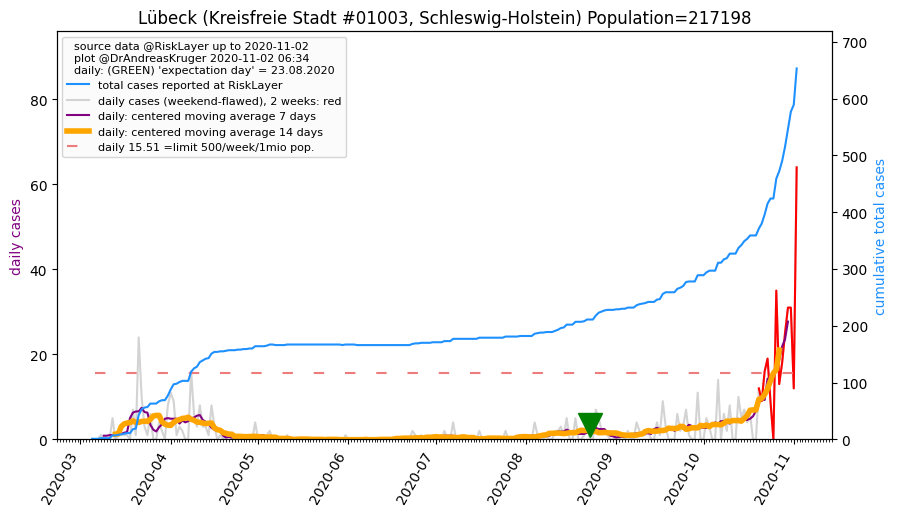 Lübeck (Kreisfreie Stadt #01003, Schleswig-Holstein) Population=217198
source data @RiskLayer up to 2020-11-02
plot @DrAndreasKruger 2020-11-02 06:34
daily: (GREEN) 'expectation day' = 23.08.2020
total cases reported at RiskLayer
daily cases (weekend-flawed), 2 weeks: red
daily: centered moving average 7 days
daily: centered moving average 14 days
daily 15.51 =limit 500/week/1mio pop.
daily cases
80
60
40
20
0
cumulative total cases
700
600
500
400
300
200
100
0
2020-03
2020-04
2020-05
2020-06
2020-07
2020-08
2020-09
2020-10
2020-11